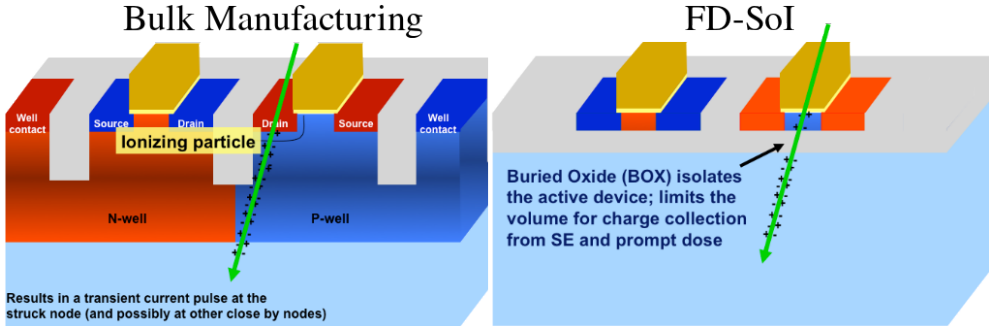 Bulk Manufacturing
FD-SoI
Well
contact
Source
Drain
Drain
Source
Well
contact
Ionizing particle
N-well
P-well
Results in a transient current pulse at the
struck node (and possibly at other close by nodes)
Buried Oxide (BOX) isolates
the active device; limits the
volume for charge collection
from SE and prompt dose